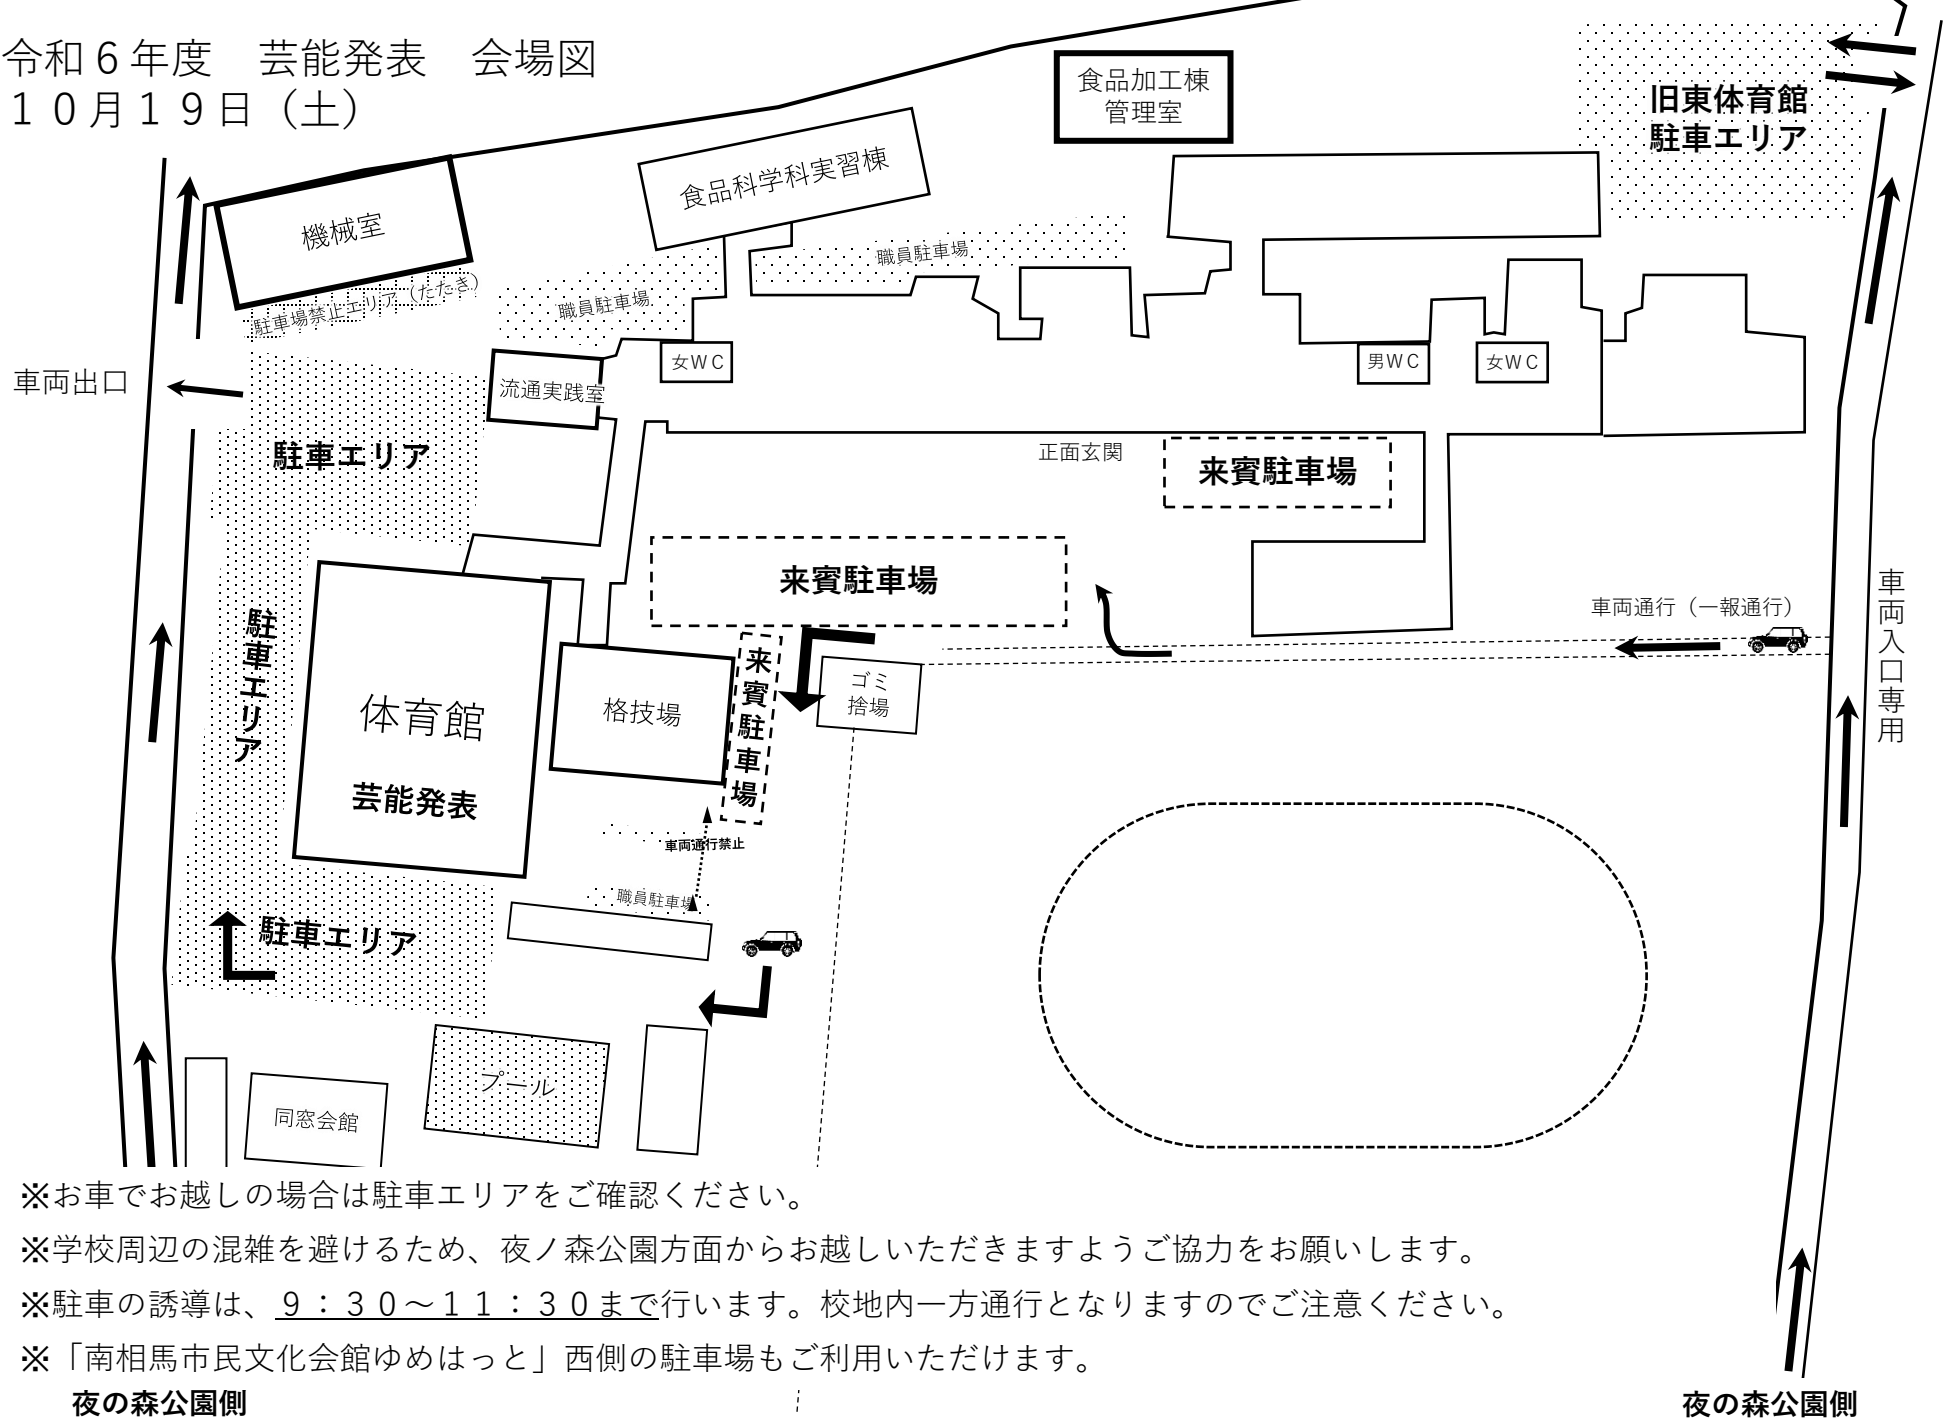 令和６年度　芸能発表　会場図
１０月１９日（土）
食品加工棟
管理室
旧東体育館
駐車エリア
食品科学科実習棟
機械室
職員駐車場
駐車場禁止エリア（たたき）
職員駐車場
女ＷＣ
男ＷＣ
女ＷＣ
車両出口
流通実践室
駐車エリア
正面玄関
来賓駐車場
来賓駐車場
車両通行（一報通行）
車両入口専用
駐車エリア
体育館
芸能発表
格技場
来賓駐車場
ゴミ
捨場
車両通行禁止
職員駐車場
駐車エリア
プール
同窓会館
※お車でお越しの場合は駐車エリアをご確認ください。
※学校周辺の混雑を避けるため、夜ノ森公園方面からお越しいただきますようご協力をお願いします。
※駐車の誘導は、９：３０～１１：３０まで行います。校地内一方通行となりますのでご注意ください。
※「南相馬市民文化会館ゆめはっと」西側の駐車場もご利用いただけます。
夜の森公園側
夜の森公園側